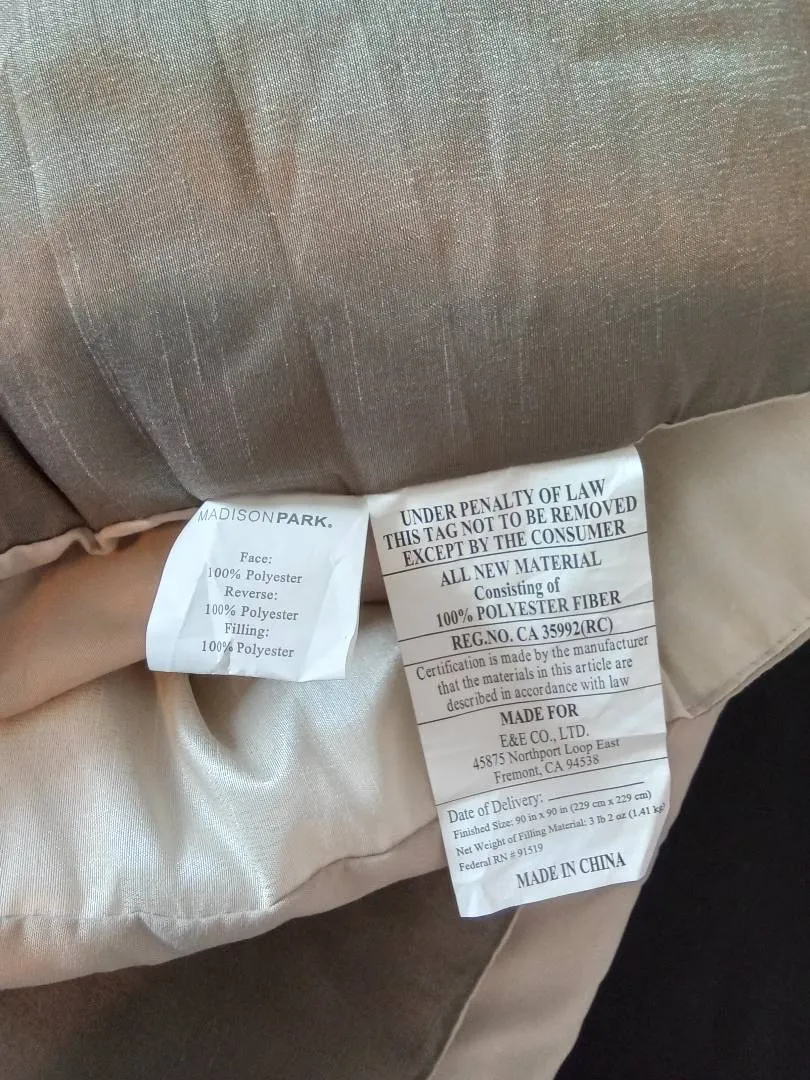 MADISONPARK.
Face:
100% Polyester
Reverse:
100% Polyester
Filling:
100% Polyester
UNDER PENALTY OF LAW
THIS TAG NOT TO BE REMOVED
EXCEPT BY THE CONSUMER
ALL NEW MATERIAL
Consisting of
100% POLYESTER FIBER
REG.NO. CA 35992(RC)
Certification is made by the manufacturer
that the materials in this article are
described in accordance with law
MADE FOR
E&E CO., LTD.
45875 Northport Loop East
Fremont, CA 94538
Date of Delivery:
Finished Size: 90 in x 90 in (229 cm x 229 cm)
Net Weight of Filling Material: 3 lb 2 oz (1.41 kg)
Federal RN # 91519
MADE IN CHINA